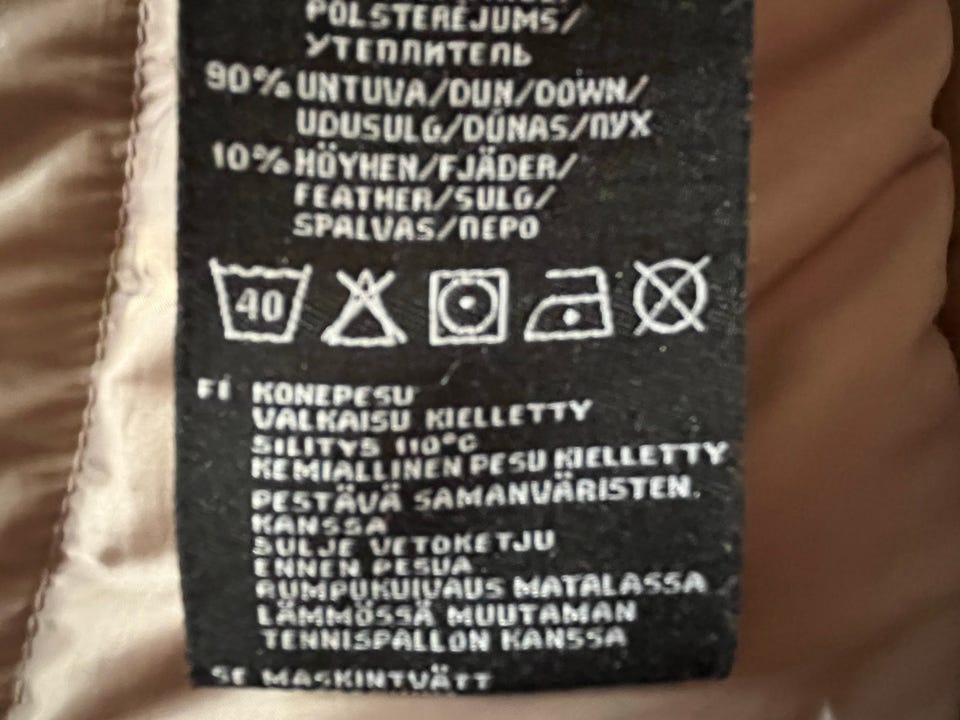 POLSTEREJUMS/
УТЕПЛИТЕЛЬ
90% UNTUVA/DUN/DOWN/
UDUSULG/DŪNAS/ПУХ
10% HÖYHEN/FJÄDER/
FEATHER/SULG/
SPALVAS/ПЕРО
40
FI KONEPESU
VALKAISU KIELLETTY
SILITYS 110°C
KEMIALLINEN PESU KIELLETTY
PESTÄVÄ SAMANVÄRISTEN.
KANSSA
SULJE VETOKETJU
ENNEN PESUA
RUMPUKUIVAUS MATALASSA
LÄMMÖSSÄ MUUTAMAN
TENNISPALLON KANSSA
SE MASKINTVÄTT